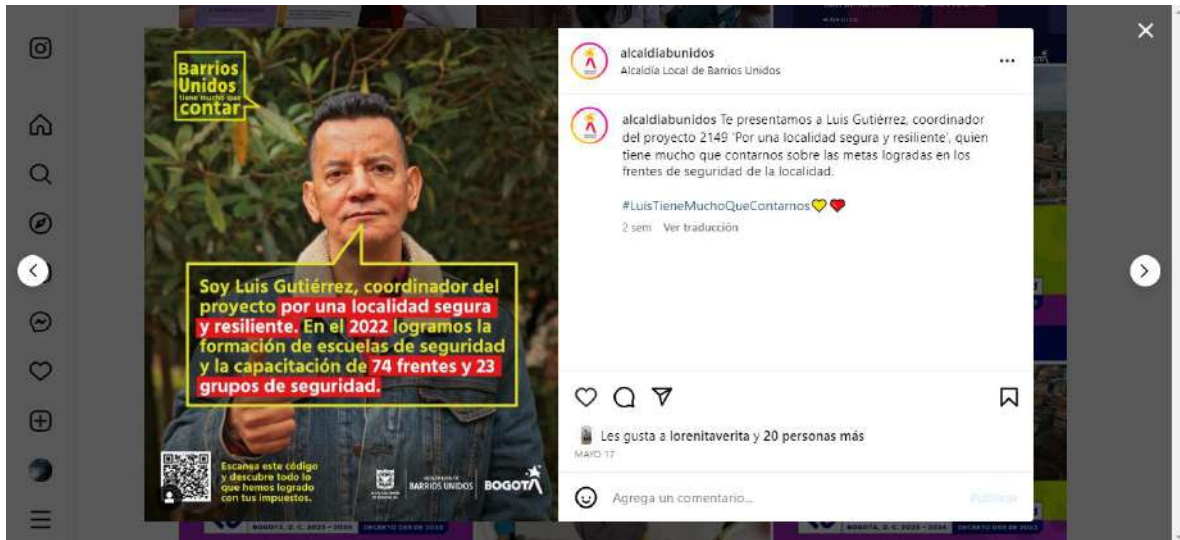 Barrios
Unidos
tiene mucho que
contar
Soy Luis Gutiérrez, coordinador del
proyecto por una localidad segura
y resiliente. En el 2022 logramos la
formación de escuelas de seguridad
y la capacitación de 74 frentes y 23
grupos de seguridad.
Escanea este código
y descubre todo lo
que hemos logrado
con tus impuestos.
BARRIOS UNIDOS
BOGOTÁ
alcaldiabunidos
Alcaldía Local de Barrios Unidos
alcaldiabunidos Te presentamos a Luis Gutiérrez, coordinador
del proyecto 2149 'Por una localidad segura y resiliente', quien
tiene mucho que contarnos sobre las metas logradas en los
frentes de seguridad de la localidad.
#LuisTieneMuchoQueContarnos
2 sem Ver traducción
Les gusta a lorenitaverita y 20 personas más
MAYO 17
Agrega un comentario...
Publicar
BOGOTÁ, D. C. 2023 - 2024